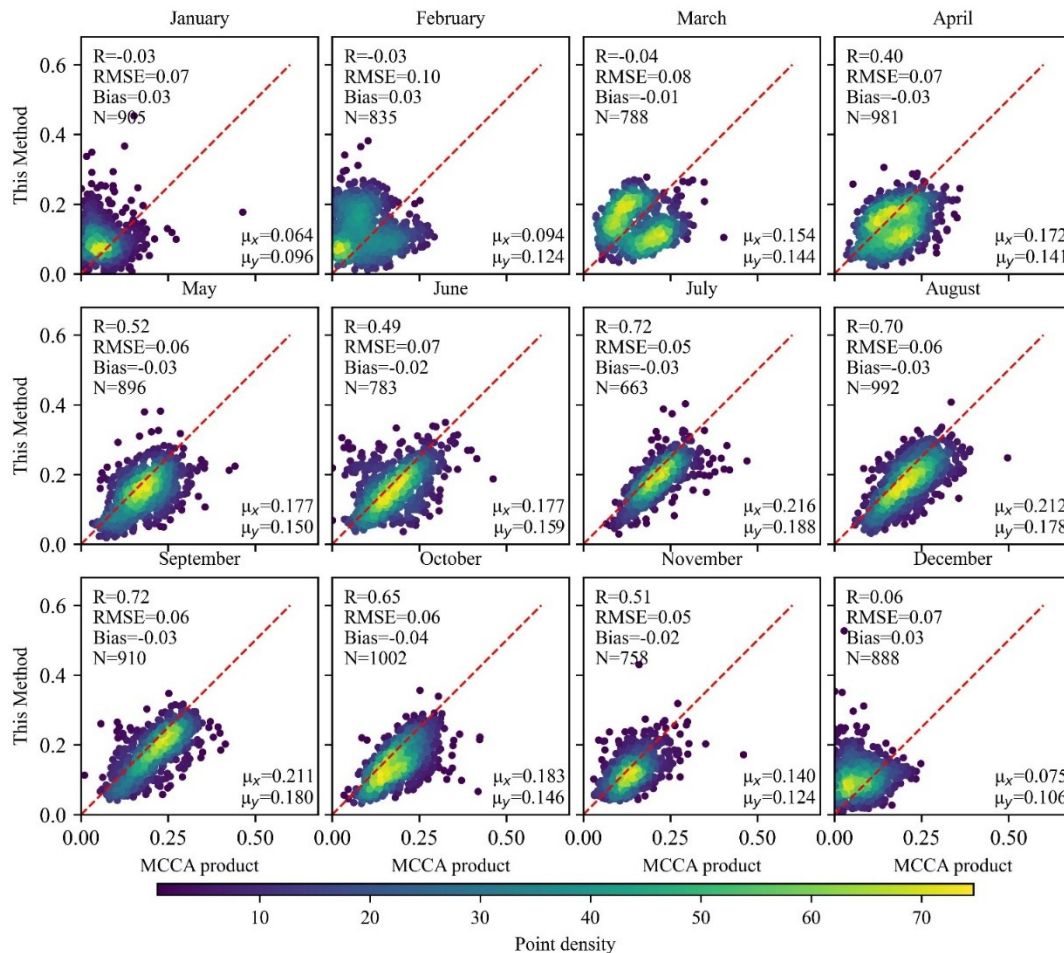 January
February
March
April
R=-0.03
RMSE=0.07
Bias=0.03
N=905
R=-0.03
RMSE=0.10
Bias=0.03
N=835
R=-0.04
RMSE=0.08
Bias=-0.01
N=788
R=0.40
RMSE=0.07
Bias=-0.03
N=981
0.6
0.4
0.2
0.0
This Method
μx=0.064
μy=0.096
μx=0.094
μy=0.124
μx=0.154
μy=0.144
μx=0.172
μy=0.141
May
June
July
August
R=0.52
RMSE=0.06
Bias=-0.03
N=896
R=0.49
RMSE=0.07
Bias=-0.02
N=783
R=0.72
RMSE=0.05
Bias=-0.03
N=663
R=0.70
RMSE=0.06
Bias=-0.03
N=992
0.6
0.4
0.2
0.0
This Method
μx=0.177
μy=0.150
μx=0.177
μy=0.159
μx=0.216
μy=0.188
μx=0.212
μy=0.178
September
October
November
December
R=0.72
RMSE=0.06
Bias=-0.03
N=910
R=0.65
RMSE=0.06
Bias=-0.04
N=1002
R=0.51
RMSE=0.05
Bias=-0.02
N=758
R=0.06
RMSE=0.07
Bias=0.03
N=888
0.6
0.4
0.2
0.0
This Method
μx=0.211
μy=0.180
μx=0.183
μy=0.146
μx=0.140
μy=0.124
μx=0.075
μy=0.106
0.00 0.25 0.50
0.00 0.25 0.50
0.00 0.25 0.50
0.00 0.25 0.50
MCCA product
MCCA product
MCCA product
MCCA product
10 20 30 40 50 60 70
Point density